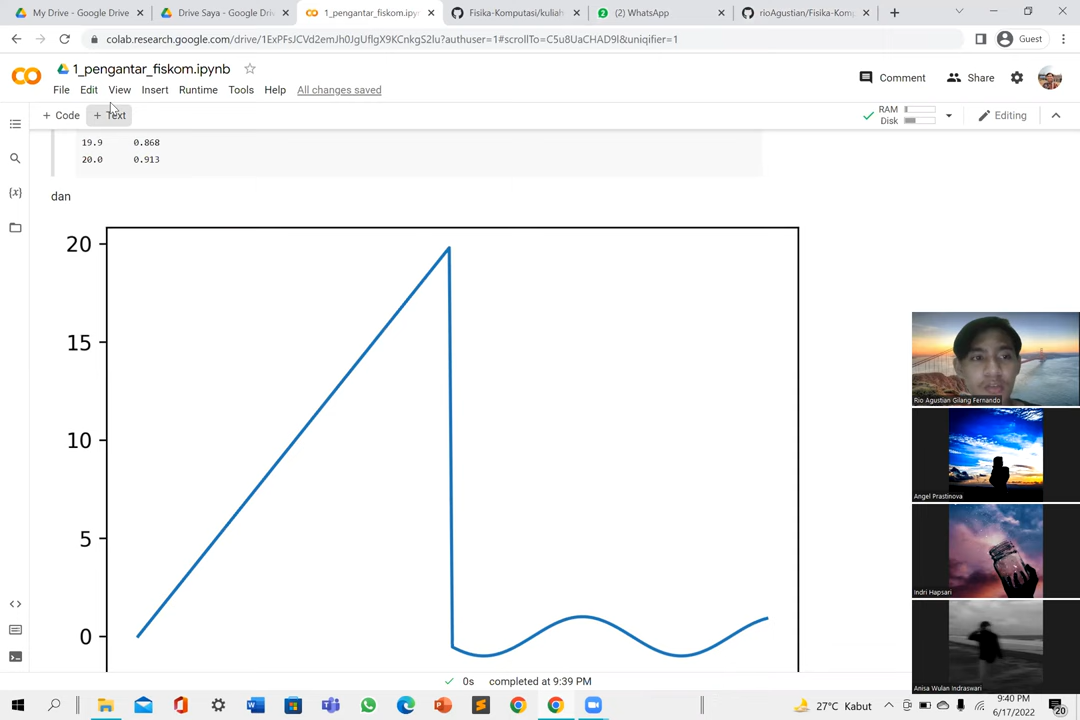 My Drive - Google Drive
Drive Saya - Google Driv
1_pengantar_fiskom.ipyn
Fisika-Komputasi/kuliah
(2) WhatsApp
rioAgustian/Fisika-Komp
colab.research.google.com/drive/1ExPFsJCVd2emJh0JgUflgX9KCnkgS2lu?authuser=1#scrollTo=C5u8UaCHAD9l&uniqifier=1
Guest
1_pengantar_fiskom.ipynb
File Edit View Insert Runtime Tools Help All changes saved
Comment Share
+ Code + Text
RAM
Disk
Editing
19.9 0.868
20.0 0.913
dan
20
15
10
5
0
Rio Agustian Gilang Fernando
Angel Prastinova
Indri Hapsari
Anisa Wulan Indraswari
0s completed at 9:39 PM
27°C Kabut
9:40 PM
6/17/2022
20